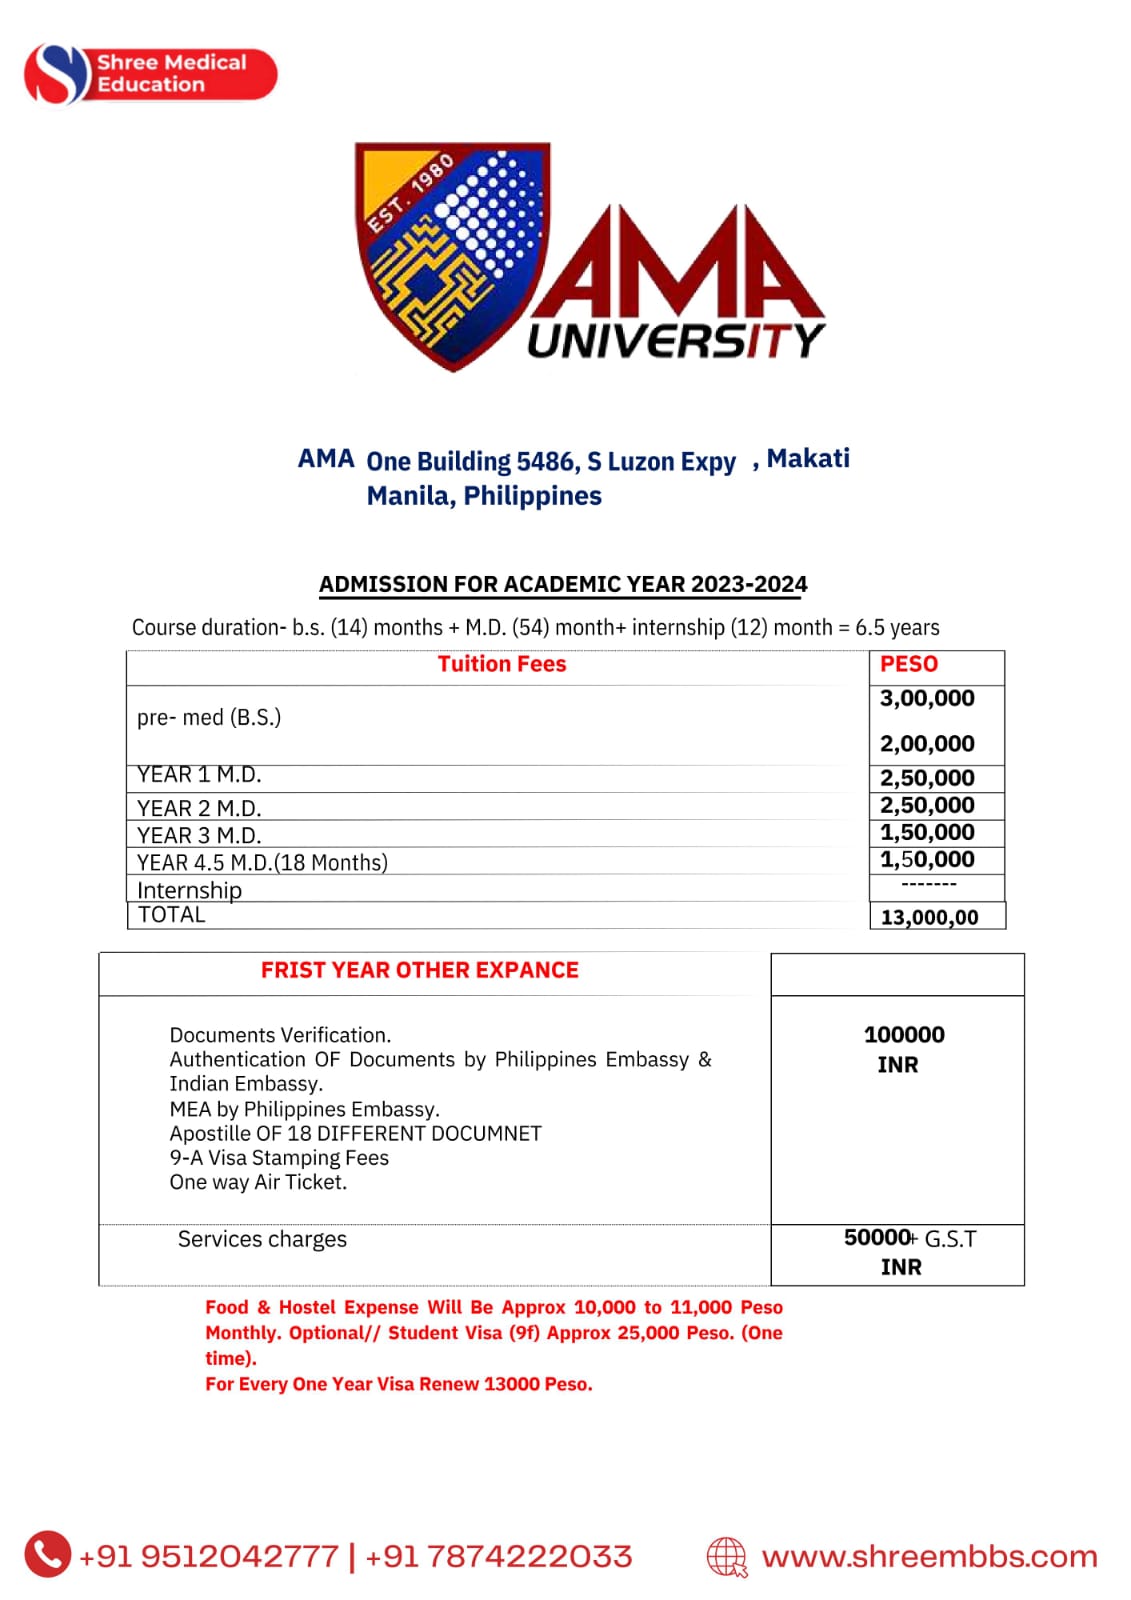 Shree Medical
Education
EST. 1980
AMA
UNIVERSITY
AMA One Building 5486, S Luzon Expy , Makati
Manila, Philippines
ADMISSION FOR ACADEMIC YEAR 2023-2024
Course duration- b.s. (14) months + M.D. (54) month+ internship (12) month = 6.5 years
Tuition Fees PESO
3,00,000
pre- med (B.S.)
2,00,000
YEAR 1 M.D. 2,50,000
YEAR 2 M.D. 2,50,000
YEAR 3 M.D. 1,50,000
YEAR 4.5 M.D.(18 Months) 1,50,000
Internship -------
TOTAL 13,000,00
FRIST YEAR OTHER EXPANCE
Documents Verification. 100000
Authentication OF Documents by Philippines Embassy & INR
Indian Embassy.
MEA by Philippines Embassy.
Apostille OF 18 DIFFERENT DOCUMNET
9-A Visa Stamping Fees
One way Air Ticket.
Services charges 50000+ G.S.T
INR
Food & Hostel Expense Will Be Approx 10,000 to 11,000 Peso
Monthly. Optional// Student Visa (9f) Approx 25,000 Peso. (One
time).
For Every One Year Visa Renew 13000 Peso.
+91 9512042777 | +91 7874222033 www.shreembbs.com